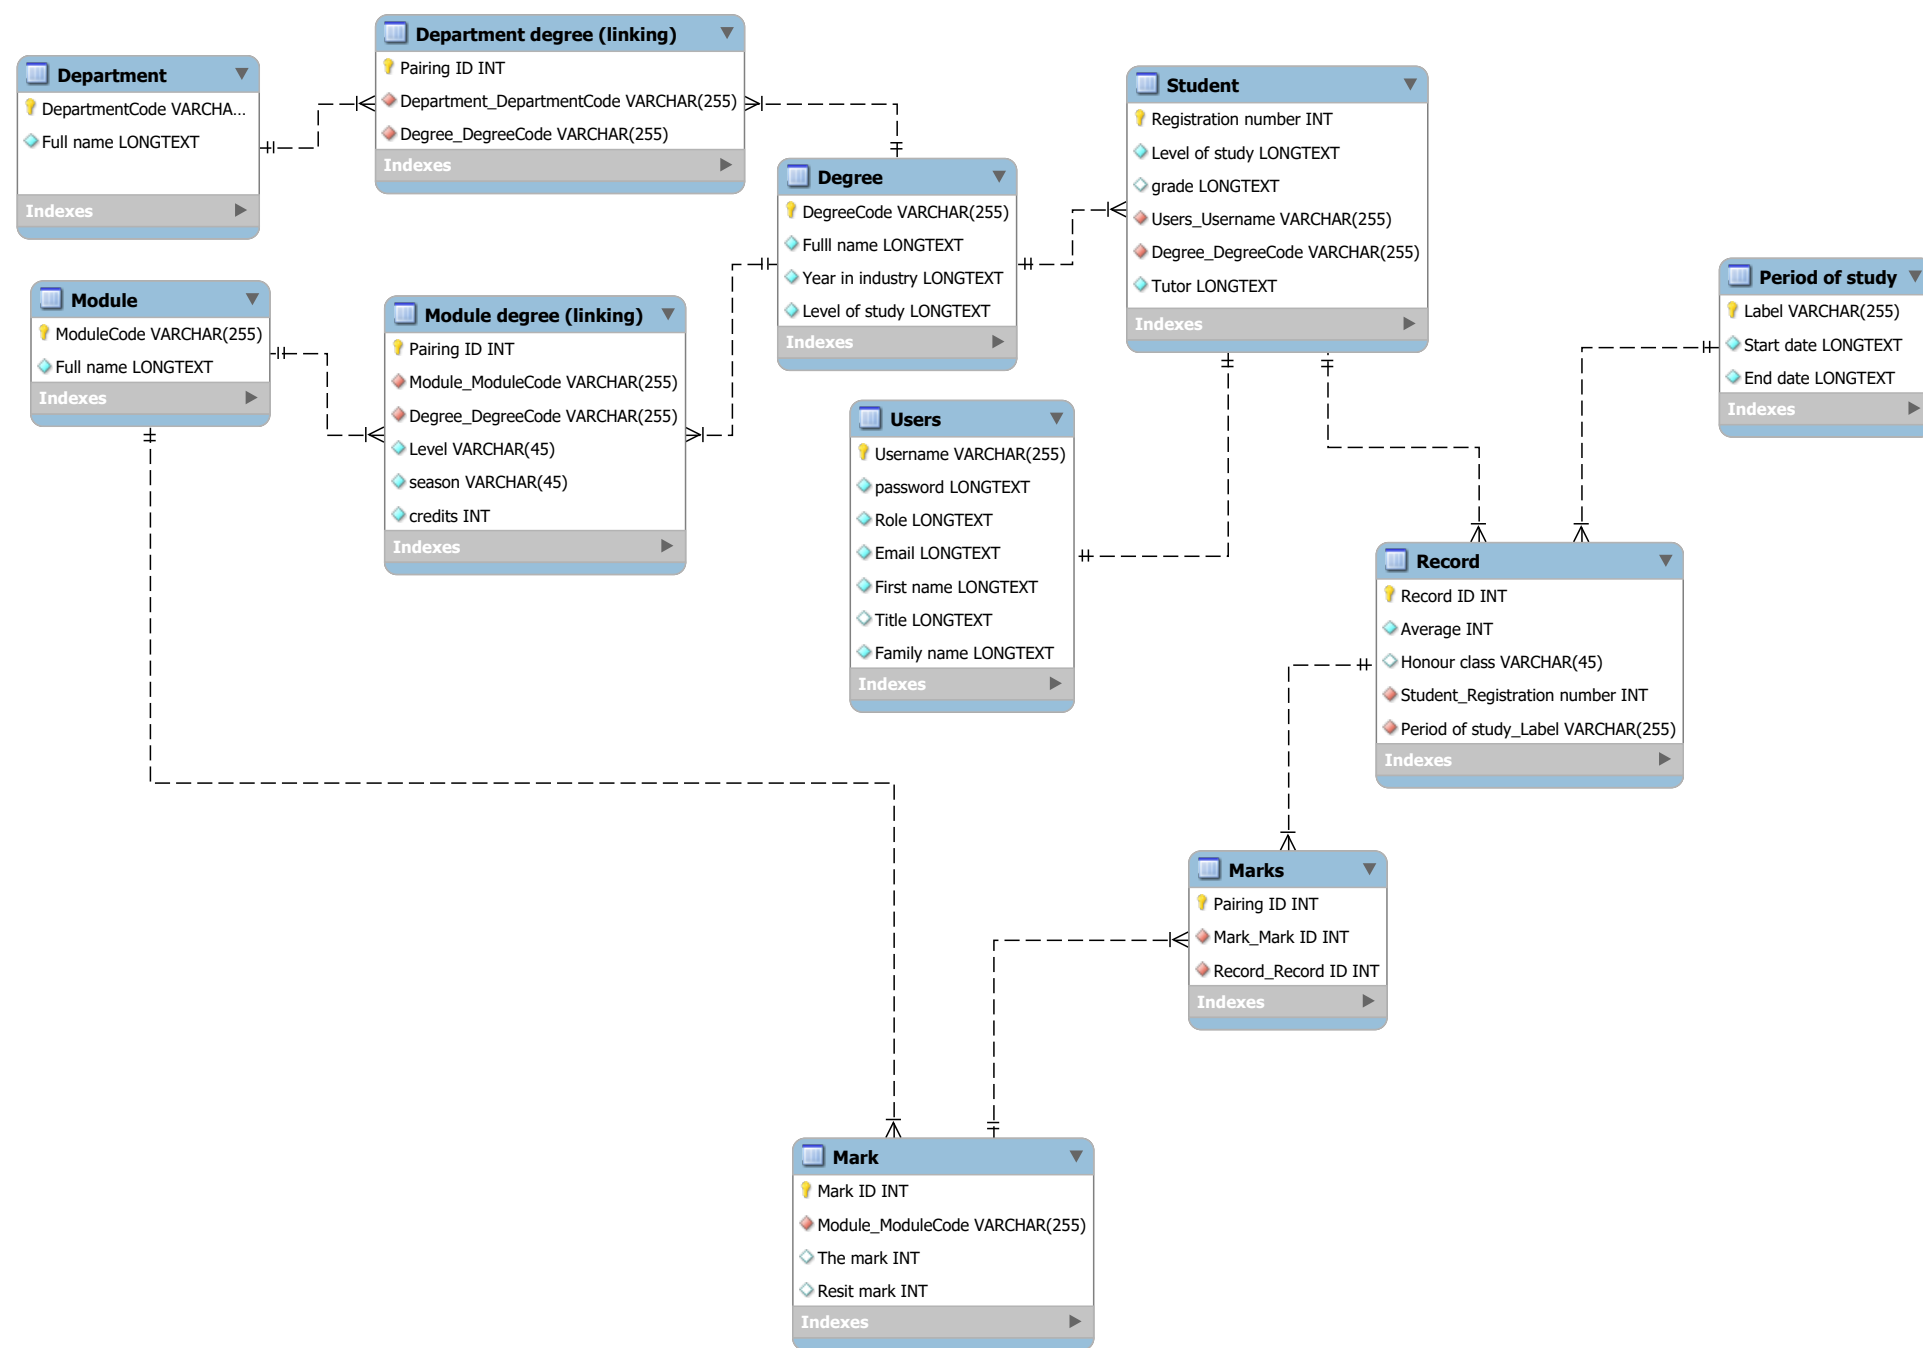 Department
DepartmentCode VARCHA...
Full name LONGTEXT
Indexes
Department degree (linking)
Pairing ID INT
Department_DepartmentCode VARCHAR(255)
Degree_DegreeCode VARCHAR(255)
Indexes
Degree
DegreeCode VARCHAR(255)
Fulll name LONGTEXT
Year in industry LONGTEXT
Level of study LONGTEXT
Indexes
Student
Registration number INT
Level of study LONGTEXT
grade LONGTEXT
Users_Username VARCHAR(255)
Degree_DegreeCode VARCHAR(255)
Tutor LONGTEXT
Indexes
Period of study
Label VARCHAR(255)
Start date LONGTEXT
End date LONGTEXT
Indexes
Module
ModuleCode VARCHAR(255)
Full name LONGTEXT
Indexes
Module degree (linking)
Pairing ID INT
Module_ModuleCode VARCHAR(255)
Degree_DegreeCode VARCHAR(255)
Level VARCHAR(45)
season VARCHAR(45)
credits INT
Indexes
Users
Username VARCHAR(255)
password LONGTEXT
Role LONGTEXT
Email LONGTEXT
First name LONGTEXT
Title LONGTEXT
Family name LONGTEXT
Indexes
Record
Record ID INT
Average INT
Honour class VARCHAR(45)
Student_Registration number INT
Period of study_Label VARCHAR(255)
Indexes
Marks
Pairing ID INT
Mark_Mark ID INT
Record_Record ID INT
Indexes
Mark
Mark ID INT
Module_ModuleCode VARCHAR(255)
The mark INT
Resit mark INT
Indexes